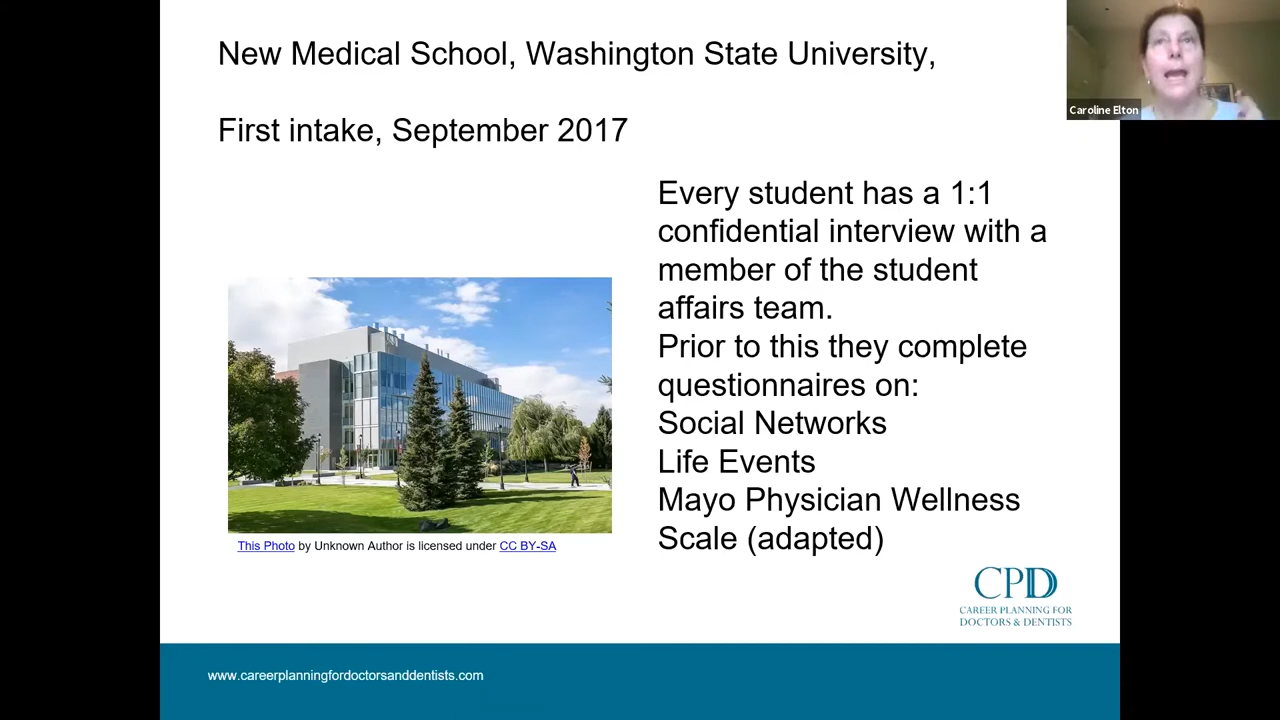 New Medical School, Washington State University,
First intake, September 2017
Caroline Elton
Every student has a 1:1
confidential interview with a
member of the student
affairs team.
Prior to this they complete
questionnaires on:
Social Networks
Life Events
Mayo Physician Wellness
Scale (adapted)
This Photo by Unknown Author is licensed under CC BY-SA
CPD
CAREER PLANNING FOR
DOCTORS & DENTISTS
www.careerplanningfordoctorsanddentists.com